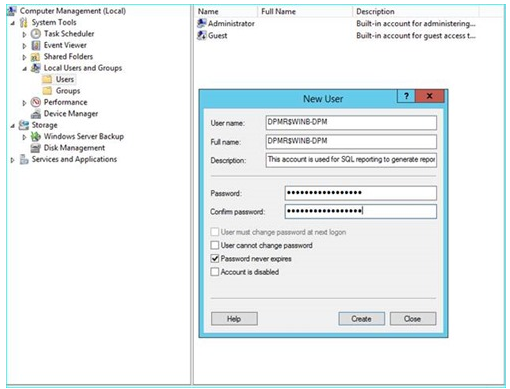 Computer Management (Local)
System Tools
Task Scheduler
Event Viewer
Shared Folders
Local Users and Groups
Users
Groups
Performance
Device Manager
Storage
Windows Server Backup
Disk Management
Services and Applications
Name Full Name Description
Administrator Built-in account for administering...
Guest Built-in account for guest access t...
New User
? x
User name: DPMR$WINB-DPM
Full name: DPMR$WINB-DPM
Description: This account is used for SQL reporting to generate repor
Password: •••••••••••••••••
Confirm password: •••••••••••••••••
User must change password at next logon
User cannot change password
Password never expires
Account is disabled
Help Create Close